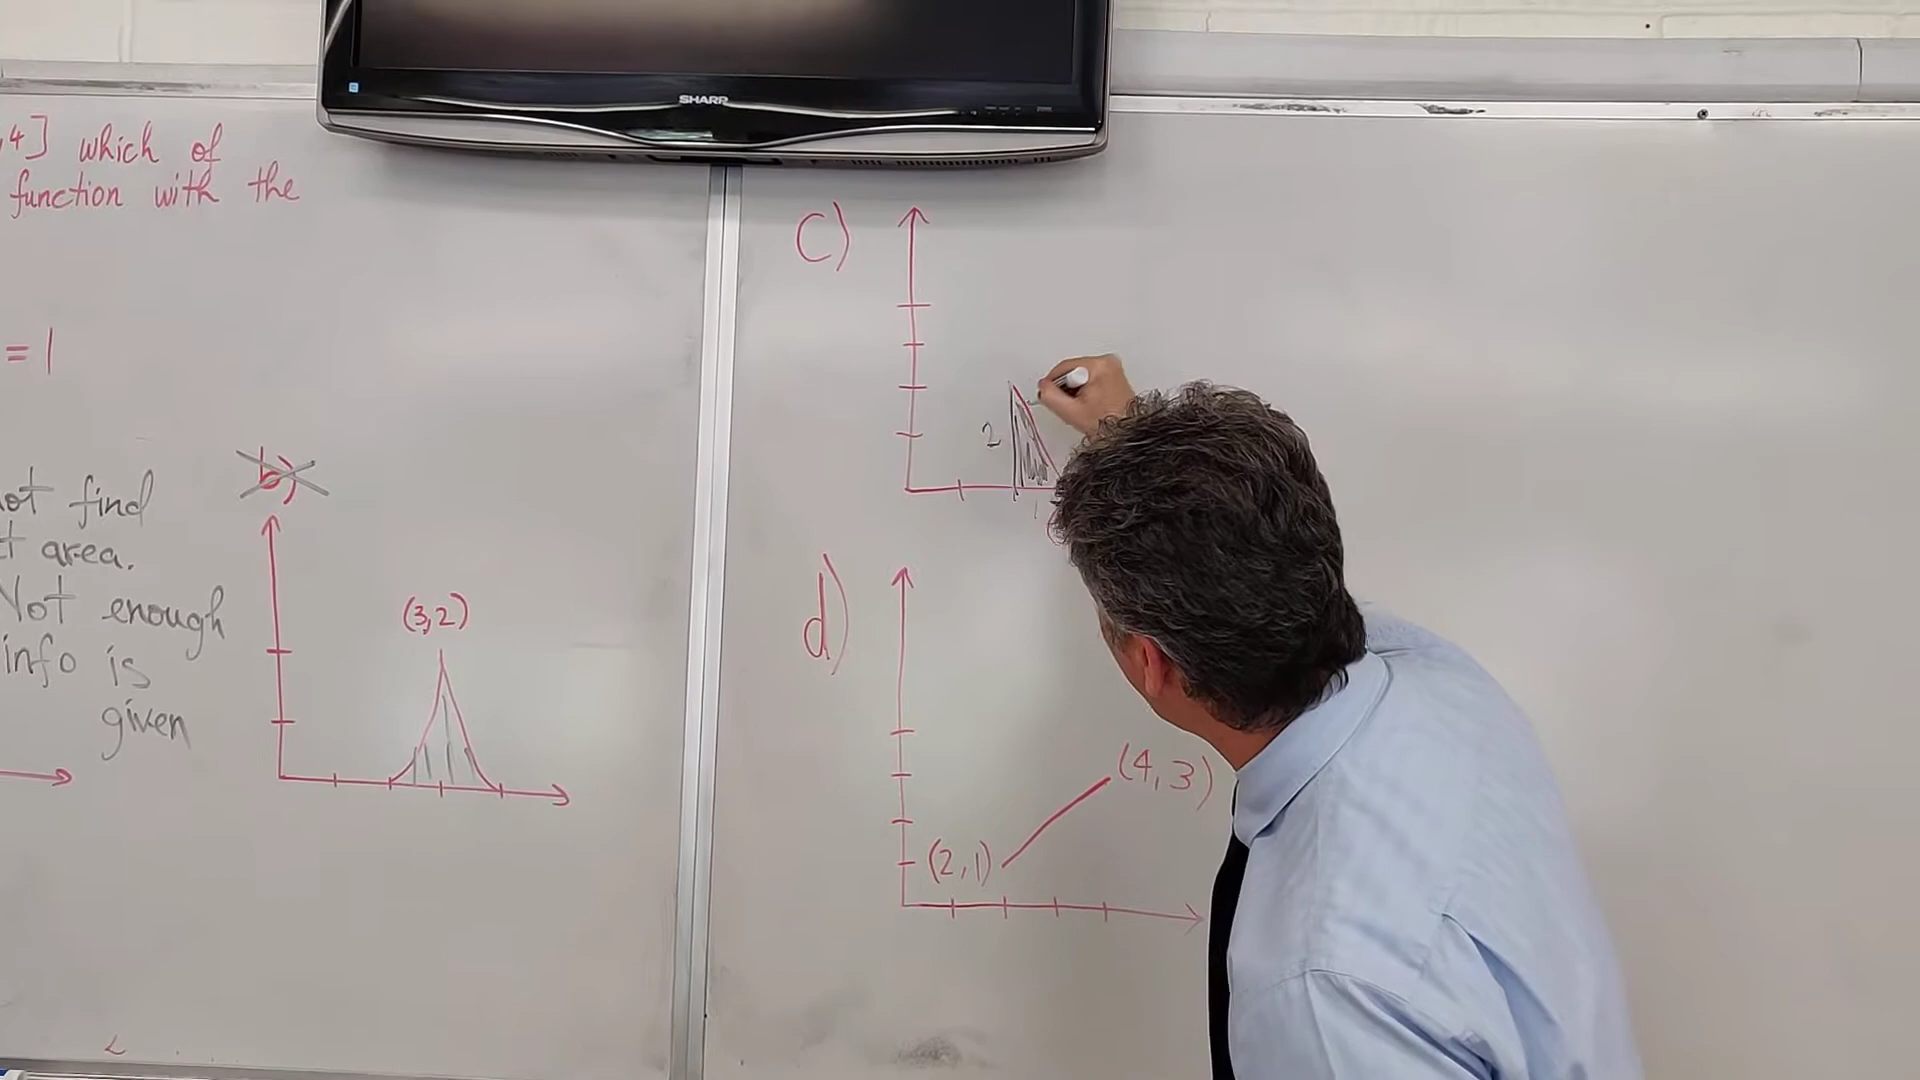 SHARP
,4] which of
function with the
= 1
ot find
t area.
Not enough
info is
given
b)
(3,2)
c)
2
1
d)
(4,3)
(2,1)